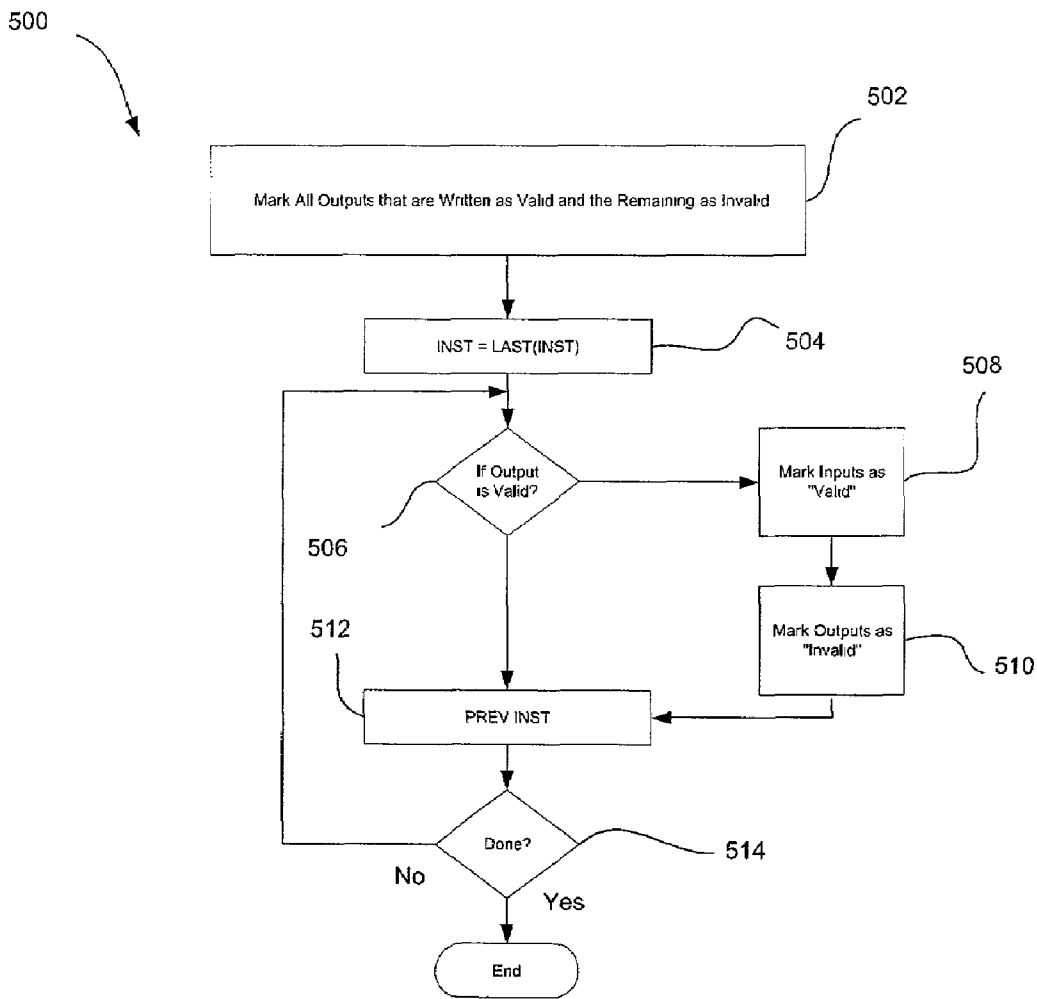 500
502
Mark All Outputs that are Written as Valid and the Remaining as Invalid
INST = LAST(INST)
504
508
If Output
is Valid?
Mark Inputs as
"Valid"
506
512
Mark Outputs as
"Invalid"
510
PREV INST
Done?
514
No
Yes
End